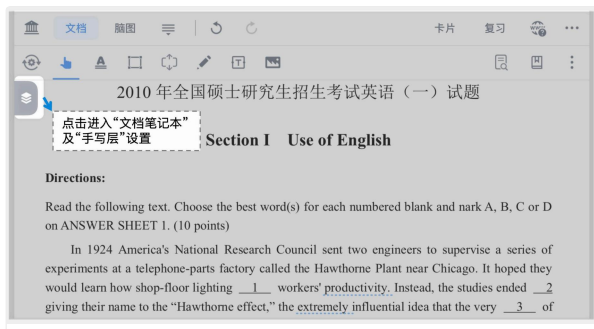 文档 脑图 卡片 复习
2010 年全国硕士研究生招生考试英语（一）试题
点击进入“文档笔记本”
及“手写层”设置
Section I Use of English
Directions:
Read the following text. Choose the best word(s) for each numbered blank and nark A, B, C or D
on ANSWER SHEET 1. (10 points)
In 1924 America's National Research Council sent two engineers to supervise a series of
experiments at a telephone-parts factory called the Hawthorne Plant near Chicago. It hoped they
would learn how shop-floor lighting __1__ workers' productivity. Instead, the studies ended __2
giving their name to the “Hawthorne effect,” the extremely influential idea that the very __3__ of